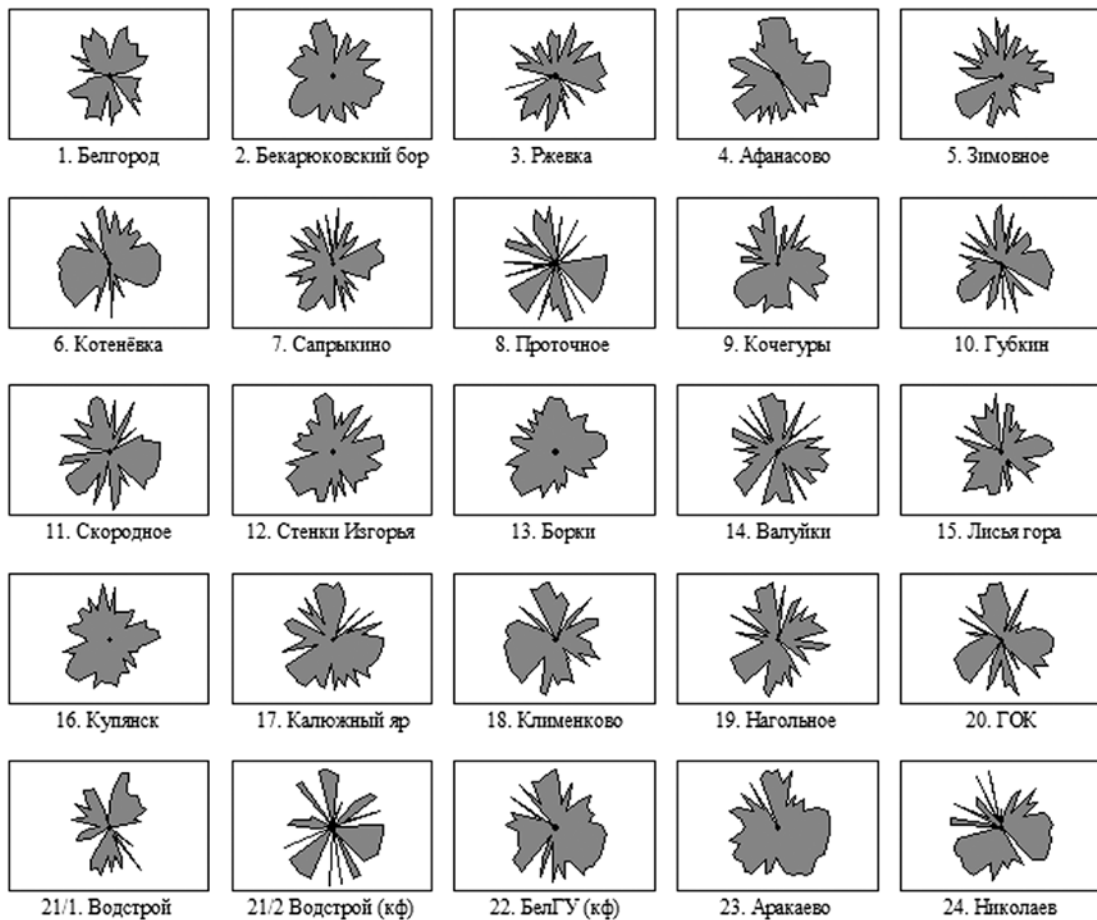 1. Белгород
2. Бекарюковский бор
3. Ржевка
4. Афанасово
5. Зимовное
6. Котенёвка
7. Сапрыкино
8. Проточное
9. Кочегуры
10. Губкин
11. Скородное
12. Стенки Изгорья
13. Борки
14. Валуйки
15. Лисья гора
16. Купянск
17. Калюжный яр
18. Клименково
19. Нагольное
20. ГОК
21/1. Водстрой
21/2 Водстрой (кф)
22. БелГУ (кф)
23. Аракаево
24. Николаев